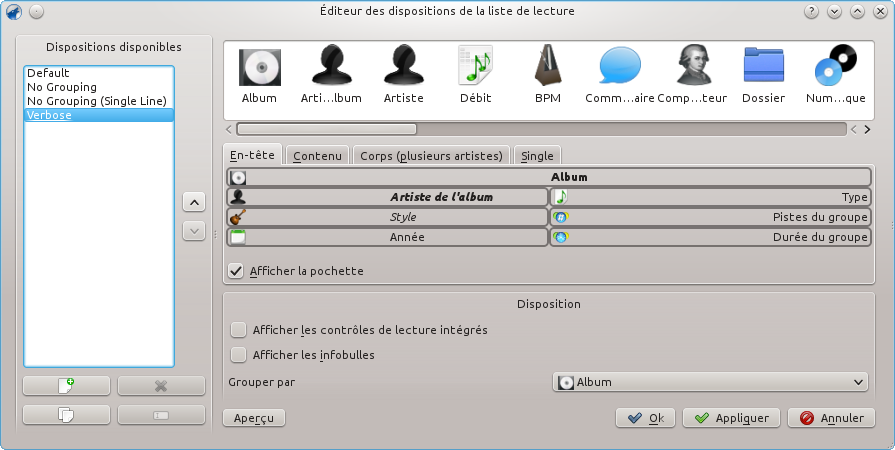 Éditeur des dispositions de la liste de lecture
Dispositions disponibles
Default
No Grouping
No Grouping (Single Line)
Verbose
Album
Arti...lbum
Artiste
Débit
BPM
Comm...aire
Comp...teur
Dossier
Num...que
En-tête
Contenu
Corps (plusieurs artistes)
Single
Album
Artiste de l'album
Type
Style
Pistes du groupe
Année
Durée du groupe
Afficher la pochette
Disposition
Afficher les contrôles de lecture intégrés
Afficher les infobulles
Grouper par
Album
Aperçu
Ok
Appliquer
Annuler